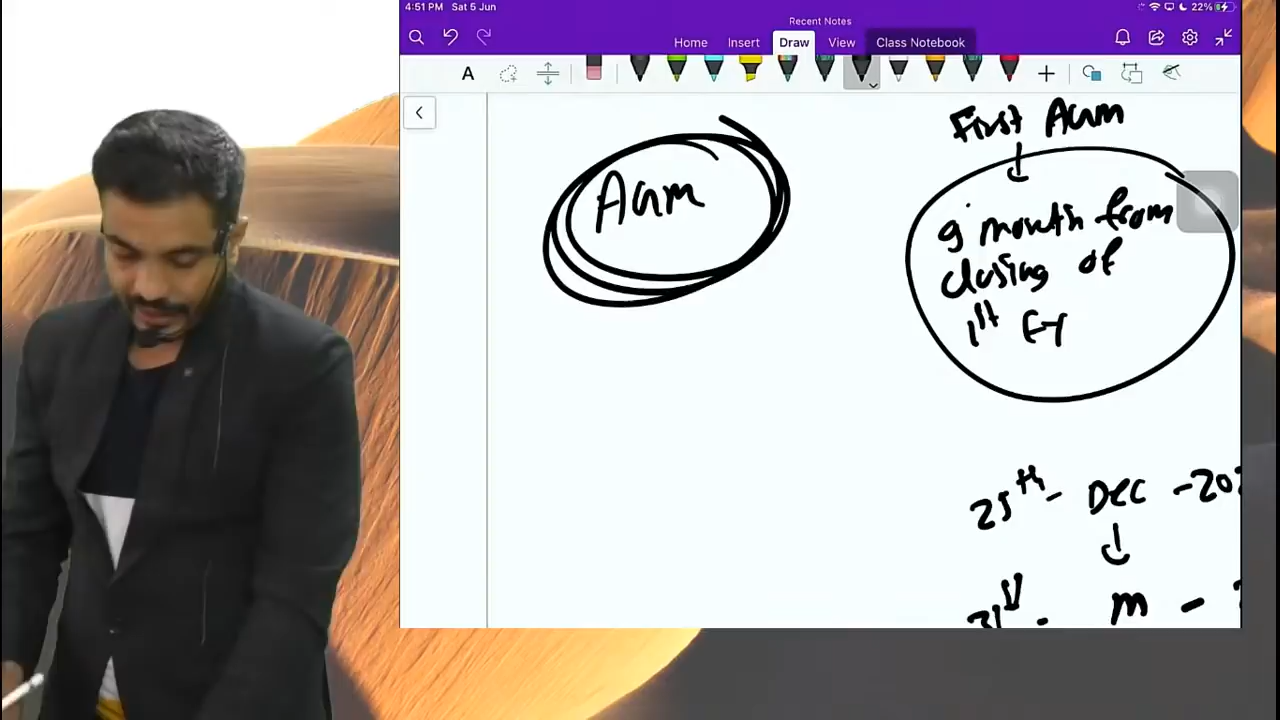 4:51 PM Sat 5 Jun
22%
Recent Notes
Home Insert Draw View Class Notebook
A
First AGM
AGM
9 month from
closing of
1st FY
25th - DEC - 202
31st - M -